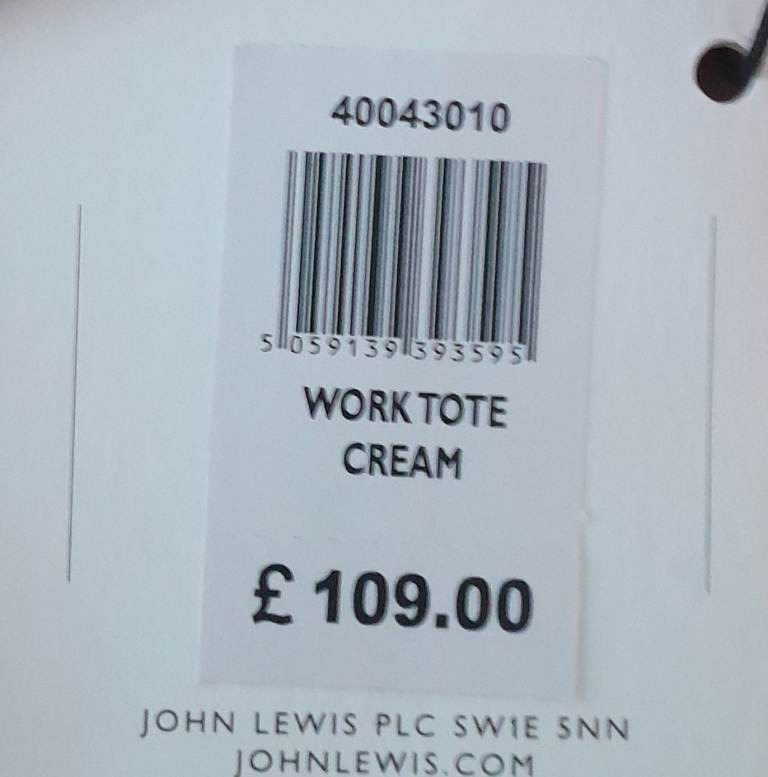 40043010
5 059139 393595
WORK TOTE
CREAM
£ 109.00
JOHN LEWIS PLC SW1E 5NN
JOHNLEWIS.COM